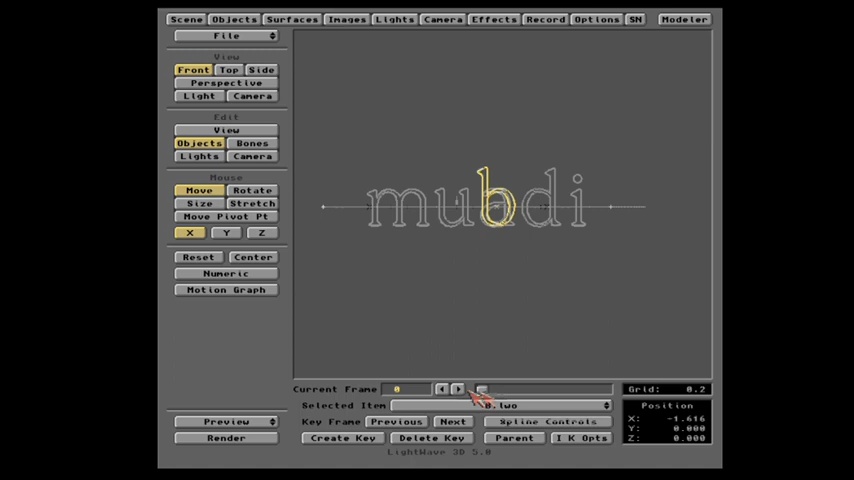 Scene Objects Surfaces Images Lights Camera Effects Record Options SN Modeler
File
View
Front Top Side
Perspective
Light Camera
Edit
View
Objects Bones
Lights Camera
Mouse
Move Rotate
Size Stretch
Move Pivot Pt
X Y Z
Reset Center
Numeric
Motion Graph
mu b di
Current Frame 0
Grid: 0.2
Selected Item .lwo
Position
X: -1.616
Y: 0.000
Z: 0.000
Preview
Key Frame Previous Next Spline Controls
Render
Create Key Delete Key Parent I K Opts
LightWave 3D 5.0